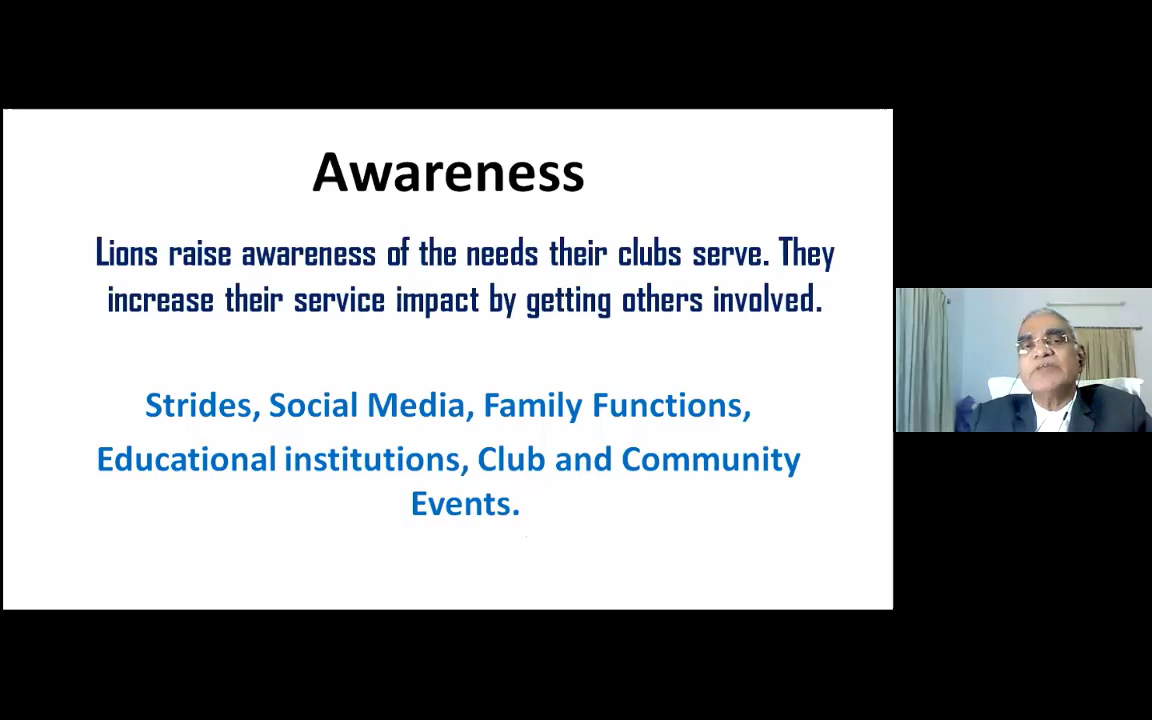 Awareness
Lions raise awareness of the needs their clubs serve. They
increase their service impact by getting others involved.
Strides, Social Media, Family Functions,
Educational institutions, Club and Community
Events.